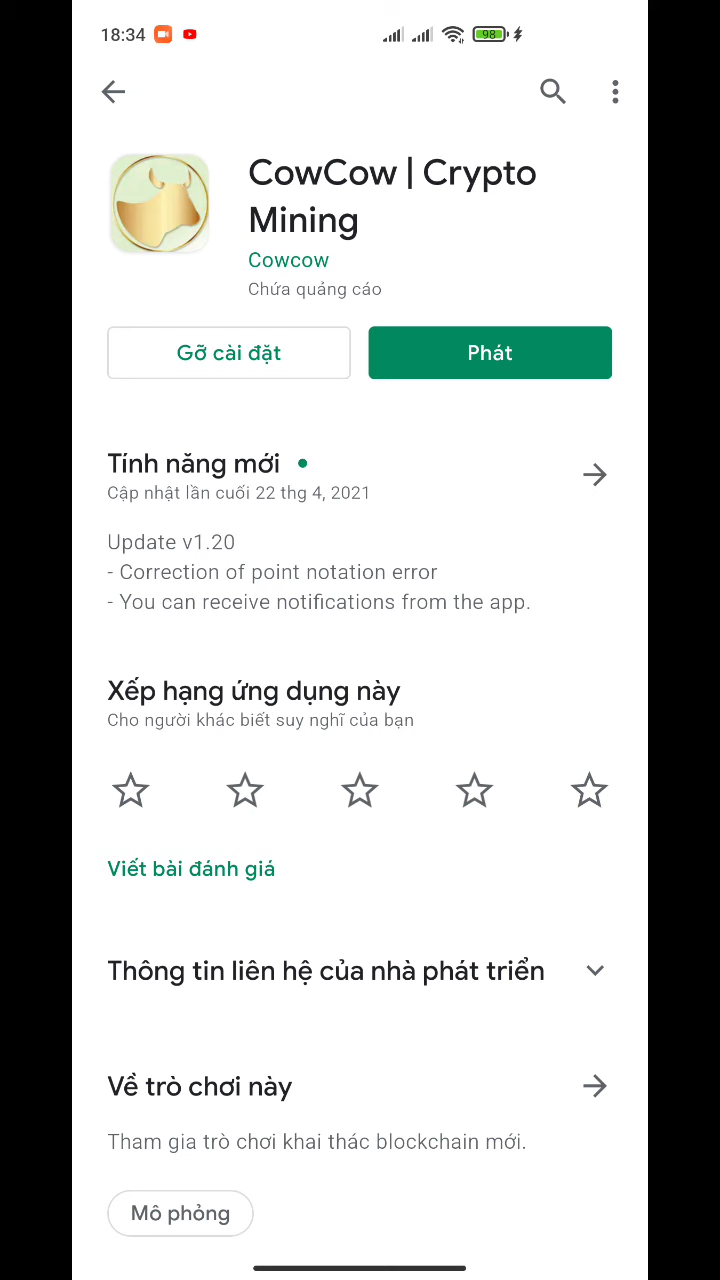 18:34
98
CowCow | Crypto
Mining
Cowcow
Chứa quảng cáo
Gỡ cài đặt
Phát
Tính năng mới
Cập nhật lần cuối 22 thg 4, 2021
Update v1.20
- Correction of point notation error
- You can receive notifications from the app.
Xếp hạng ứng dụng này
Cho người khác biết suy nghĩ của bạn
Viết bài đánh giá
Thông tin liên hệ của nhà phát triển
Về trò chơi này
Tham gia trò chơi khai thác blockchain mới.
Mô phỏng